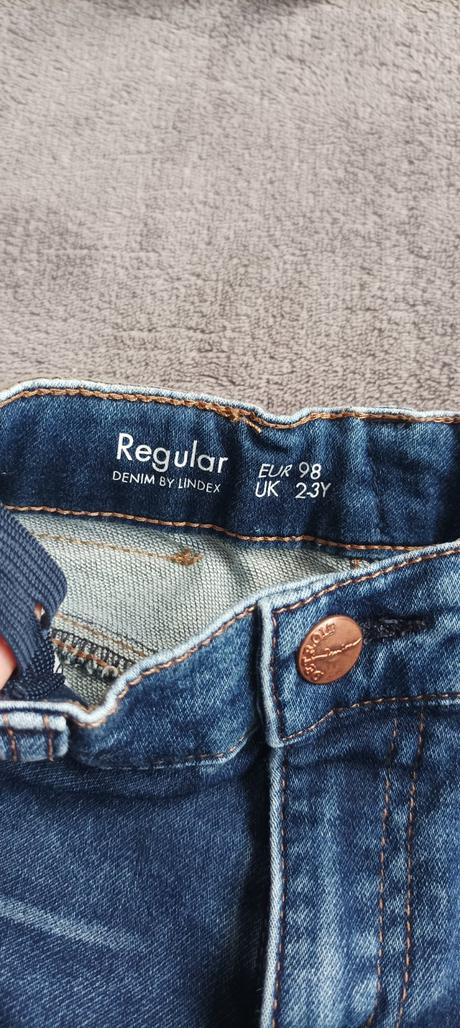 Regular
DENIM BY LINDEX
EUR 98
UK 2-3Y